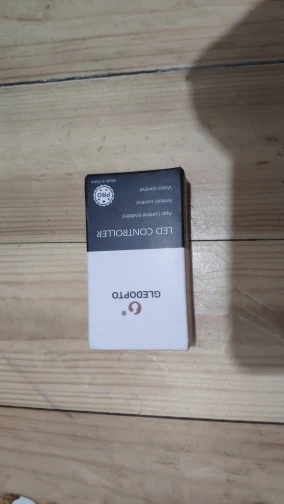 ®
GLEDOPTO
LED CONTROLLER
App Control enabled
remote control
Voice control
PRO
Made in China